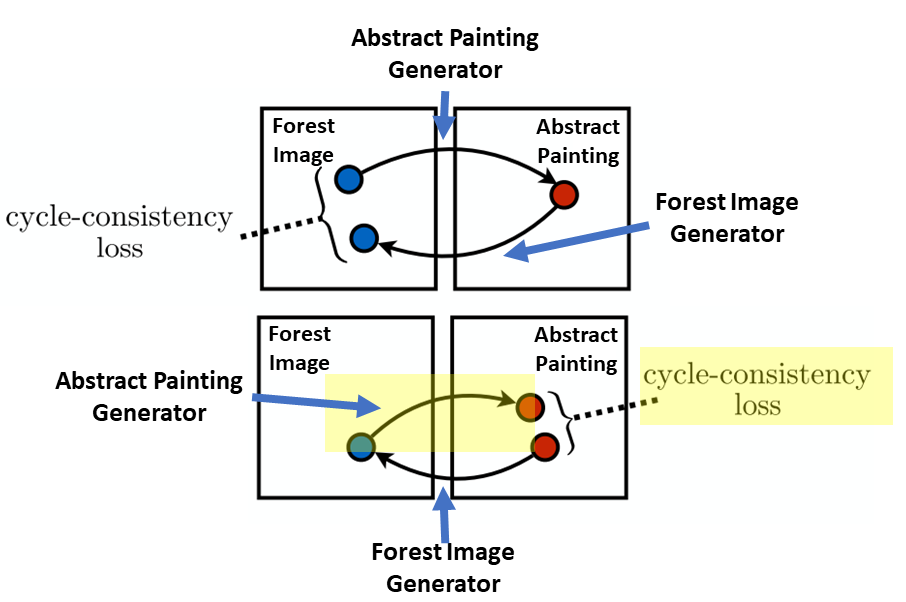 Abstract Painting
Generator
Forest
Image
Abstract
Painting
cycle-consistency
loss
Forest Image
Generator
Forest
Image
Abstract
Painting
Abstract Painting
Generator
cycle-consistency
loss
Forest Image
Generator